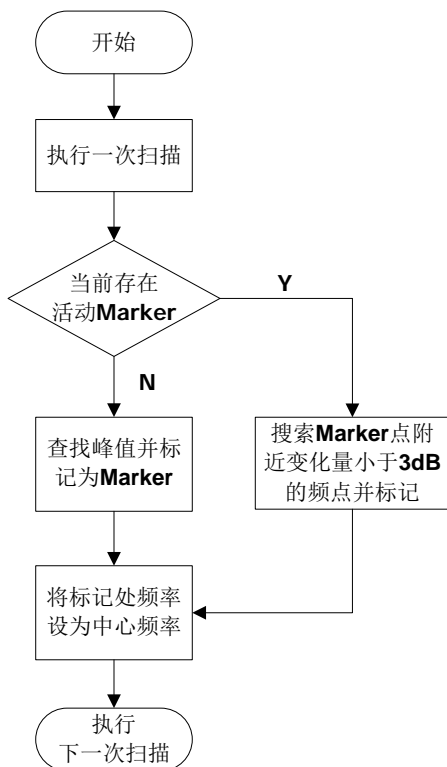 开始
执行一次扫描
当前存在
活动Marker
Y
N
查找峰值并标
记为Marker
搜索Marker点附
近变化量小于3dB
的频点并标记
将标记处频率
设为中心频率
执行
下一次扫描